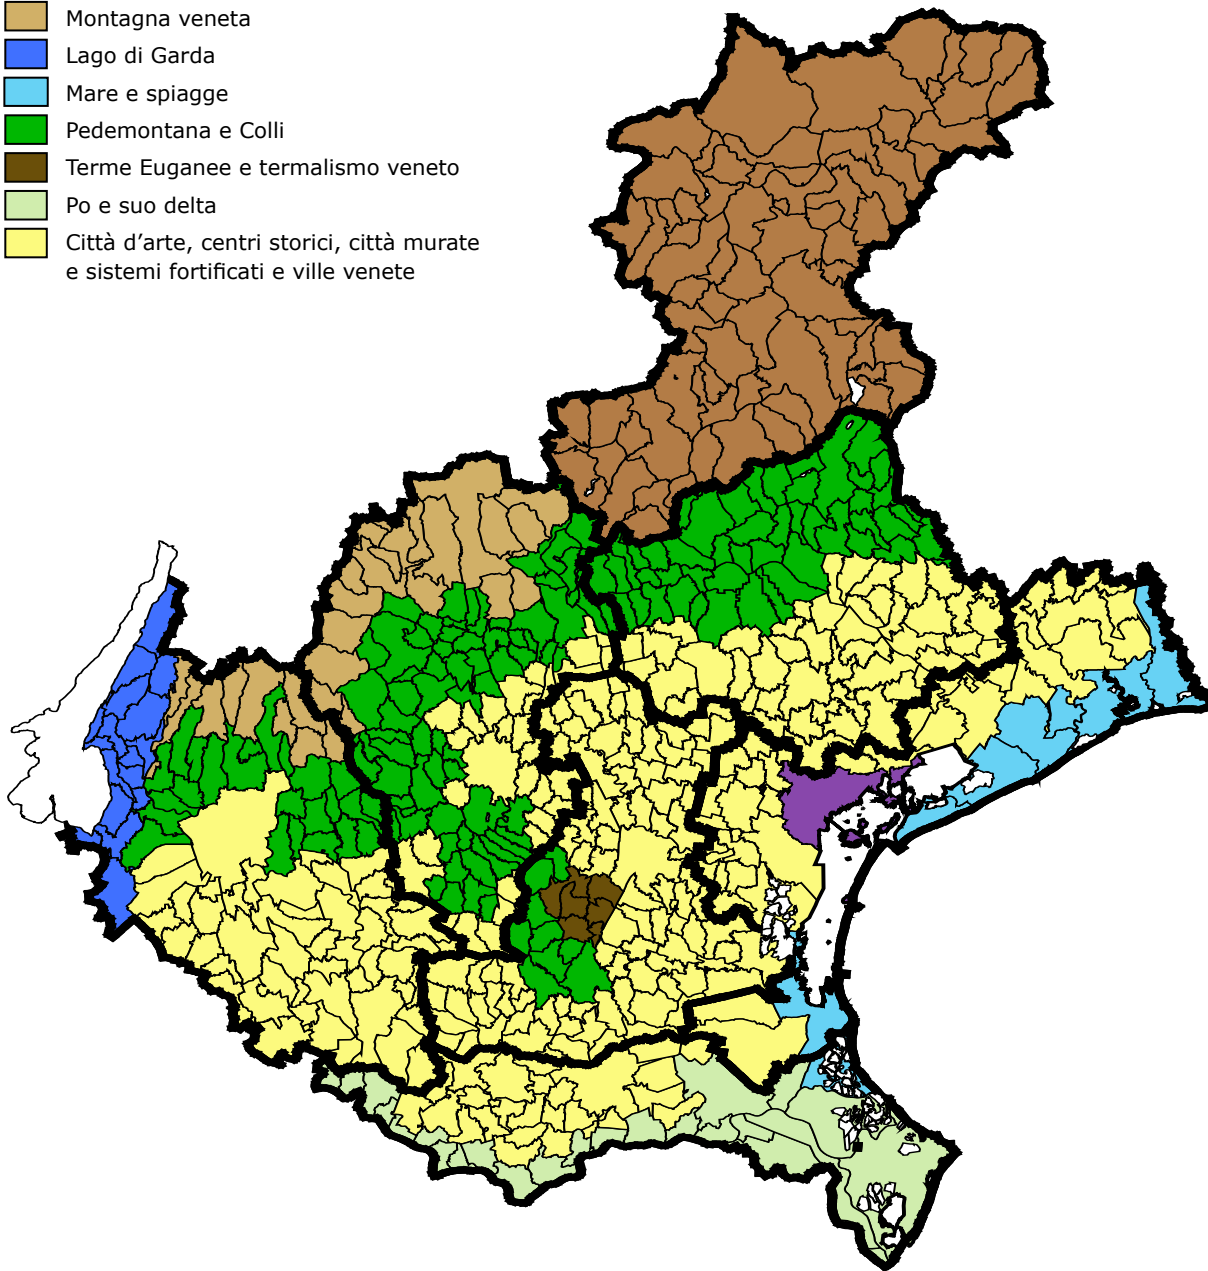 Montagna veneta
Lago di Garda
Mare e spiagge
Pedemontana e Colli
Terme Euganee e termalismo veneto
Po e suo delta
Città d’arte, centri storici, città murate
e sistemi fortificati e ville venete